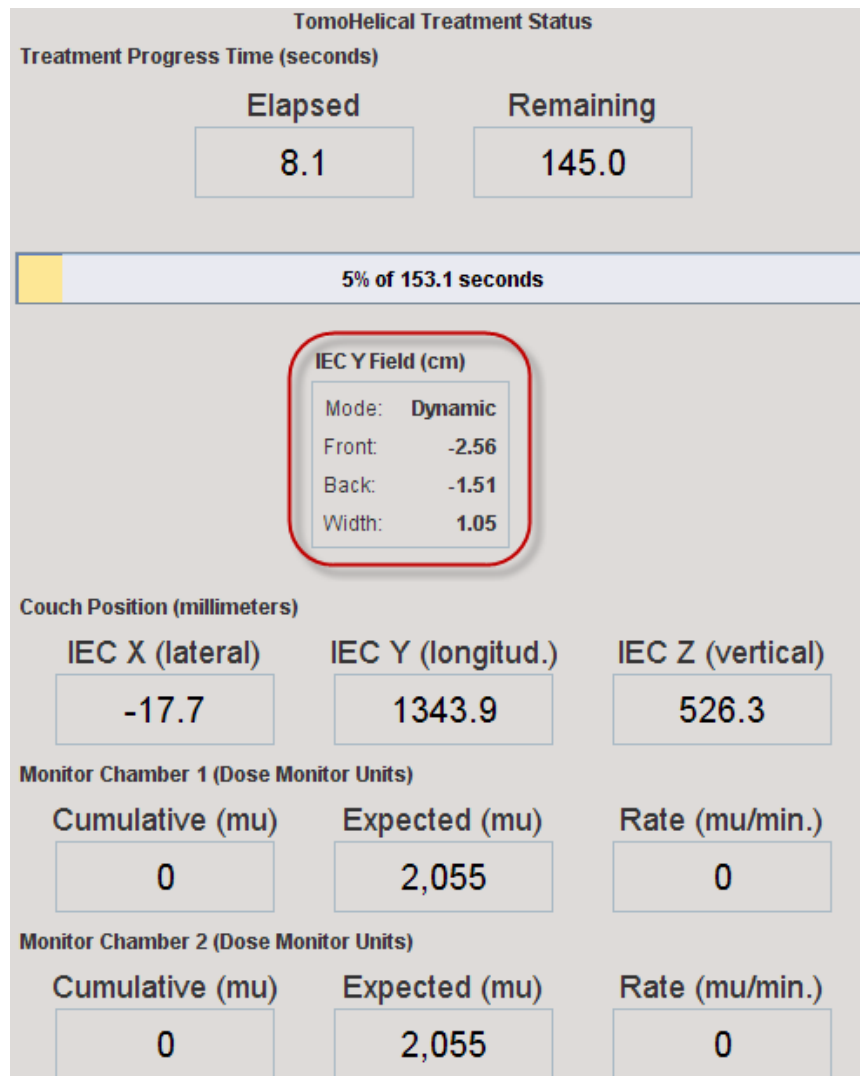 TomoHelical Treatment Status
Treatment Progress Time (seconds)
Elapsed Remaining
8.1 145.0
5% of 153.1 seconds
IEC Y Field (cm)
Mode: Dynamic
Front: -2.56
Back: -1.51
Width: 1.05
Couch Position (millimeters)
IEC X (lateral) IEC Y (longitud.) IEC Z (vertical)
-17.7 1343.9 526.3
Monitor Chamber 1 (Dose Monitor Units)
Cumulative (mu) Expected (mu) Rate (mu/min.)
0 2,055 0
Monitor Chamber 2 (Dose Monitor Units)
Cumulative (mu) Expected (mu) Rate (mu/min.)
0 2,055 0